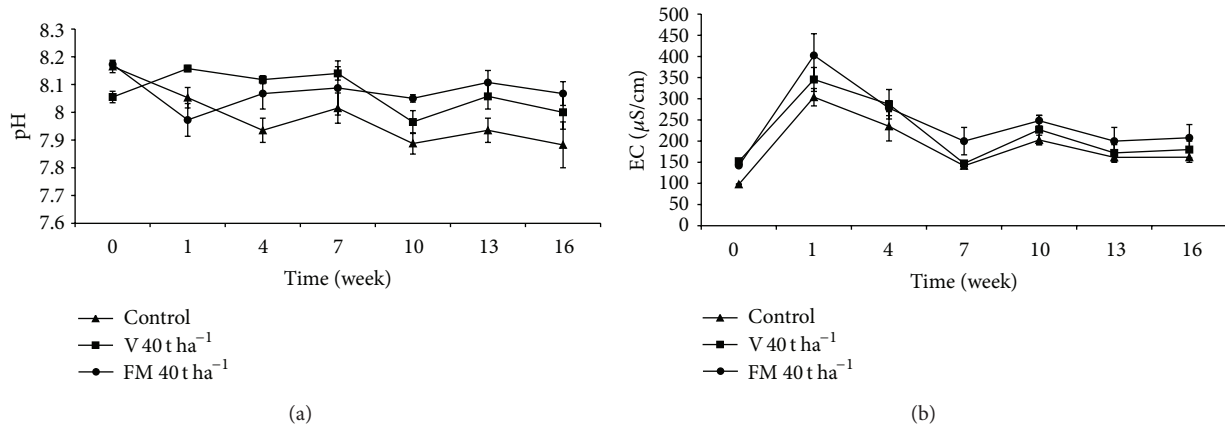 8.3
8.2
8.1
8
7.9
7.8
7.7
7.6
pH
0 1 4 7 10 13 16
Time (week)
Control
V 40 t ha⁻¹
FM 40 t ha⁻¹
(a)
500
450
400
350
300
250
200
150
100
50
0
EC (μS/cm)
0 1 4 7 10 13 16
Time (week)
Control
V 40 t ha⁻¹
FM 40 t ha⁻¹
(b)